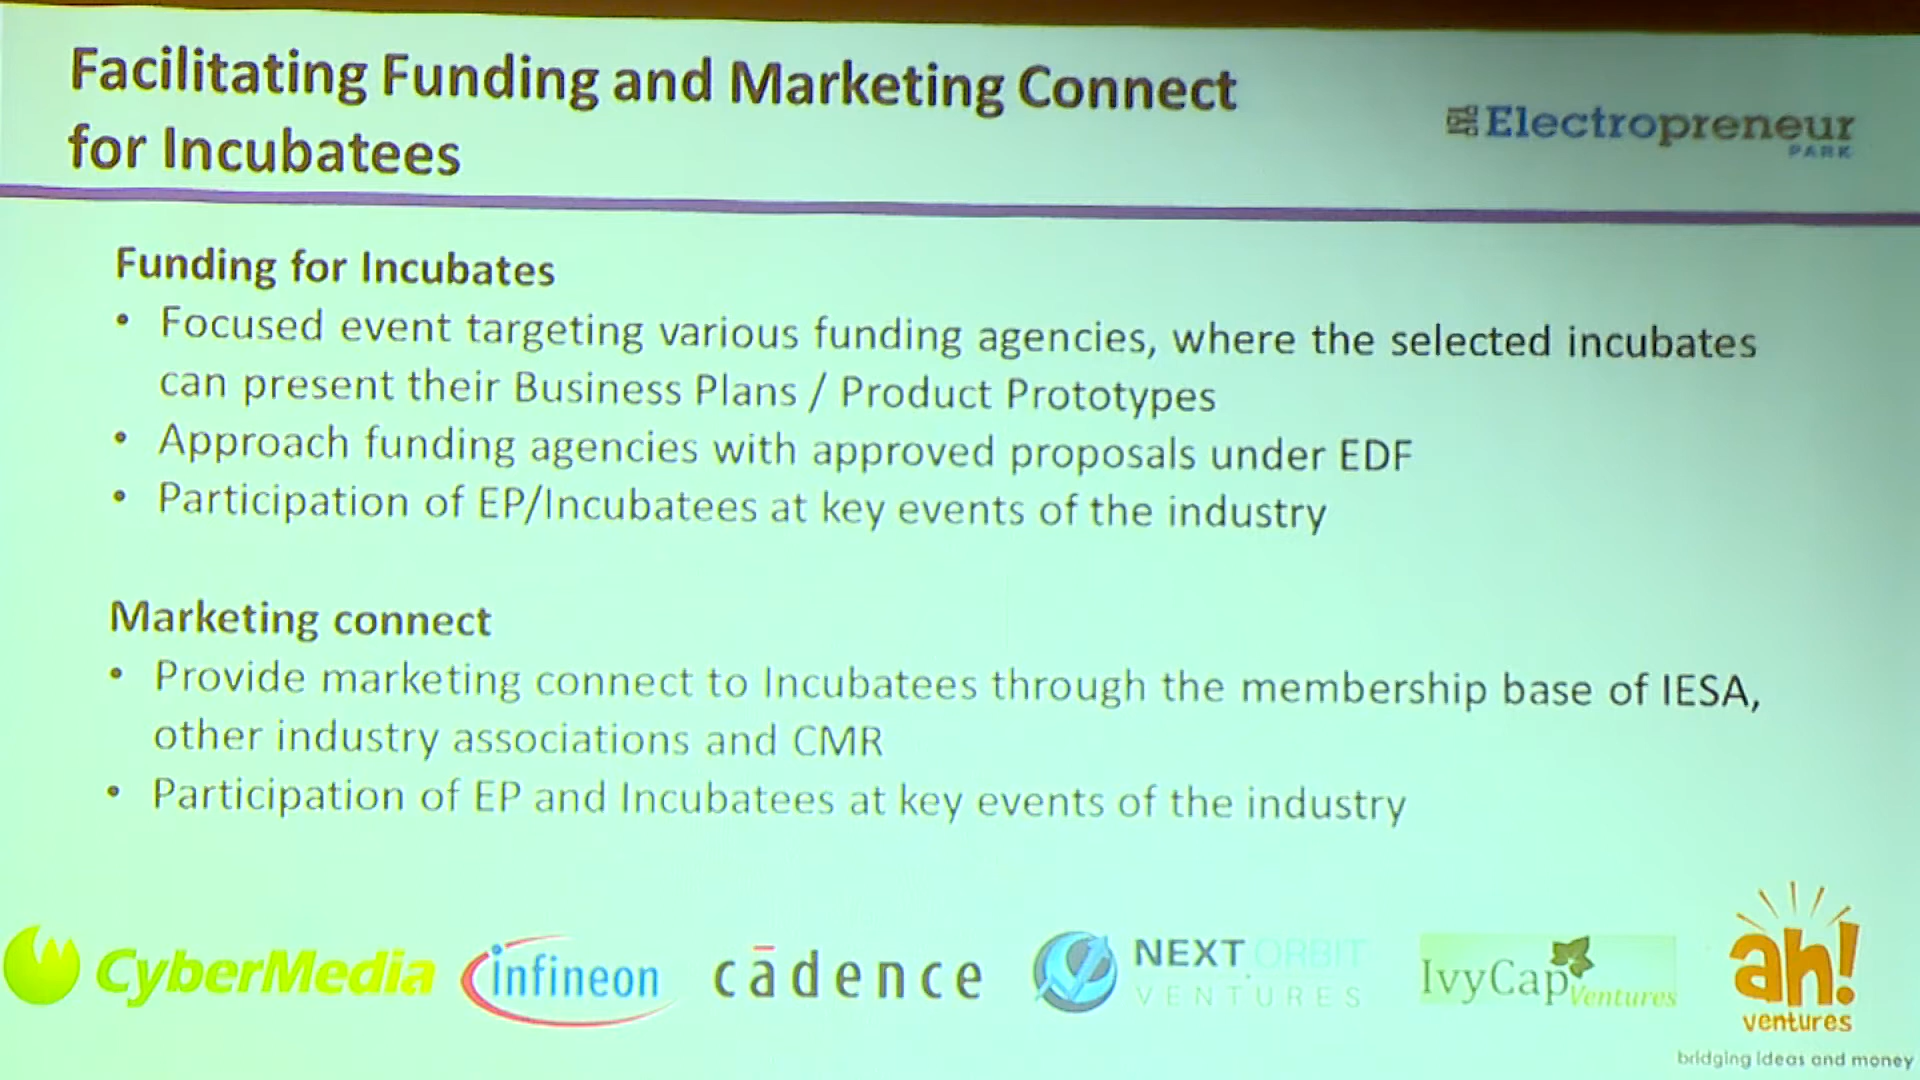 Facilitating Funding and Marketing Connect
for Incubatees
Electropreneur
PARK
Funding for Incubates
• Focused event targeting various funding agencies, where the selected incubates
can present their Business Plans / Product Prototypes
• Approach funding agencies with approved proposals under EDF
• Participation of EP/Incubatees at key events of the industry
Marketing connect
• Provide marketing connect to Incubatees through the membership base of IESA,
other industry associations and CMR
• Participation of EP and Incubatees at key events of the industry
CyberMedia
infineon
cādence
NEXT ORBIT
VENTURES
IvyCap
Ventures
ah!
ventures
bridging ideas and money